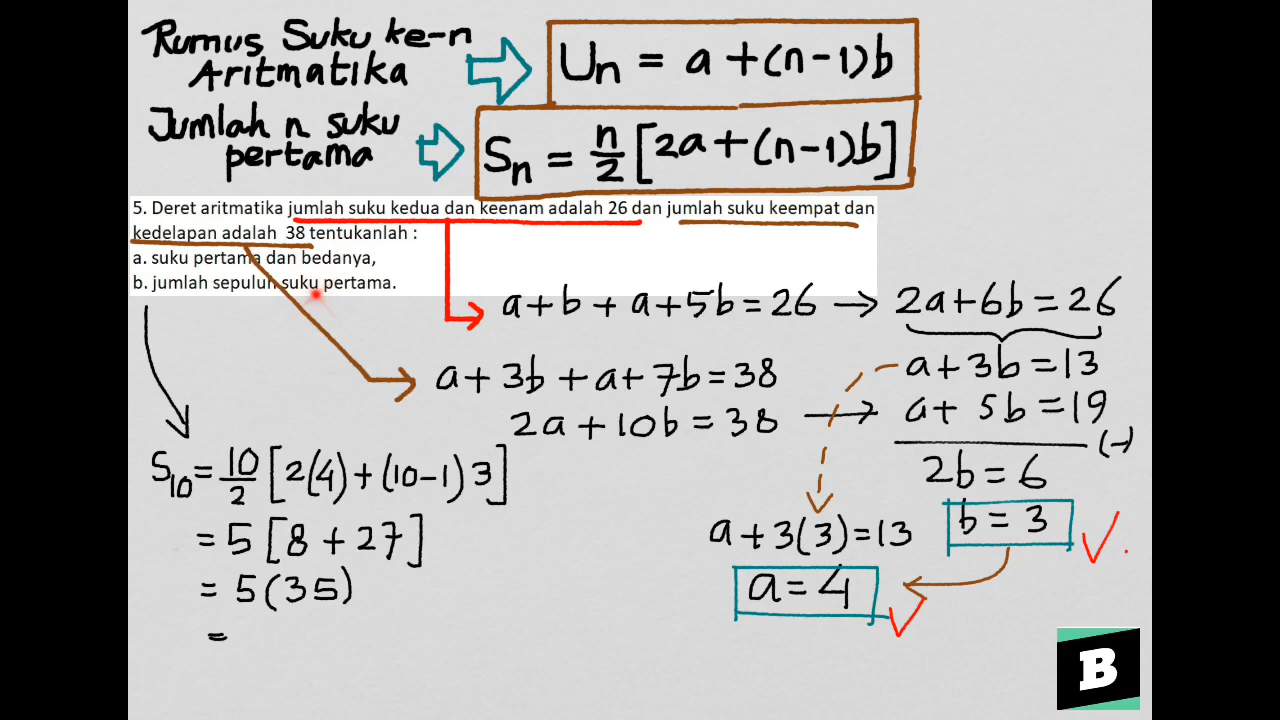 Rumus Suku ke-n
Aritmatika
Un = a + (n-1)b
Jumlah n suku
pertama
Sn = n/2 [2a + (n-1)b]
5. Deret aritmatika jumlah suku kedua dan keenam adalah 26 dan jumlah suku keempat dan
kedelapan adalah  38 tentukanlah :
a. suku pertama dan bedanya,
b. jumlah sepuluh suku pertama.
a + b + a + 5b = 26 → 2a + 6b = 26
a + 3b = 13
a + 3b + a + 7b = 38
2a + 10b = 38 → a + 5b = 19
(-)
2b = 6
b = 3
a + 3(3) = 13
a = 4
S10 = 10/2 [2(4) + (10-1)3]
= 5 [8 + 27]
= 5(35)
=
B